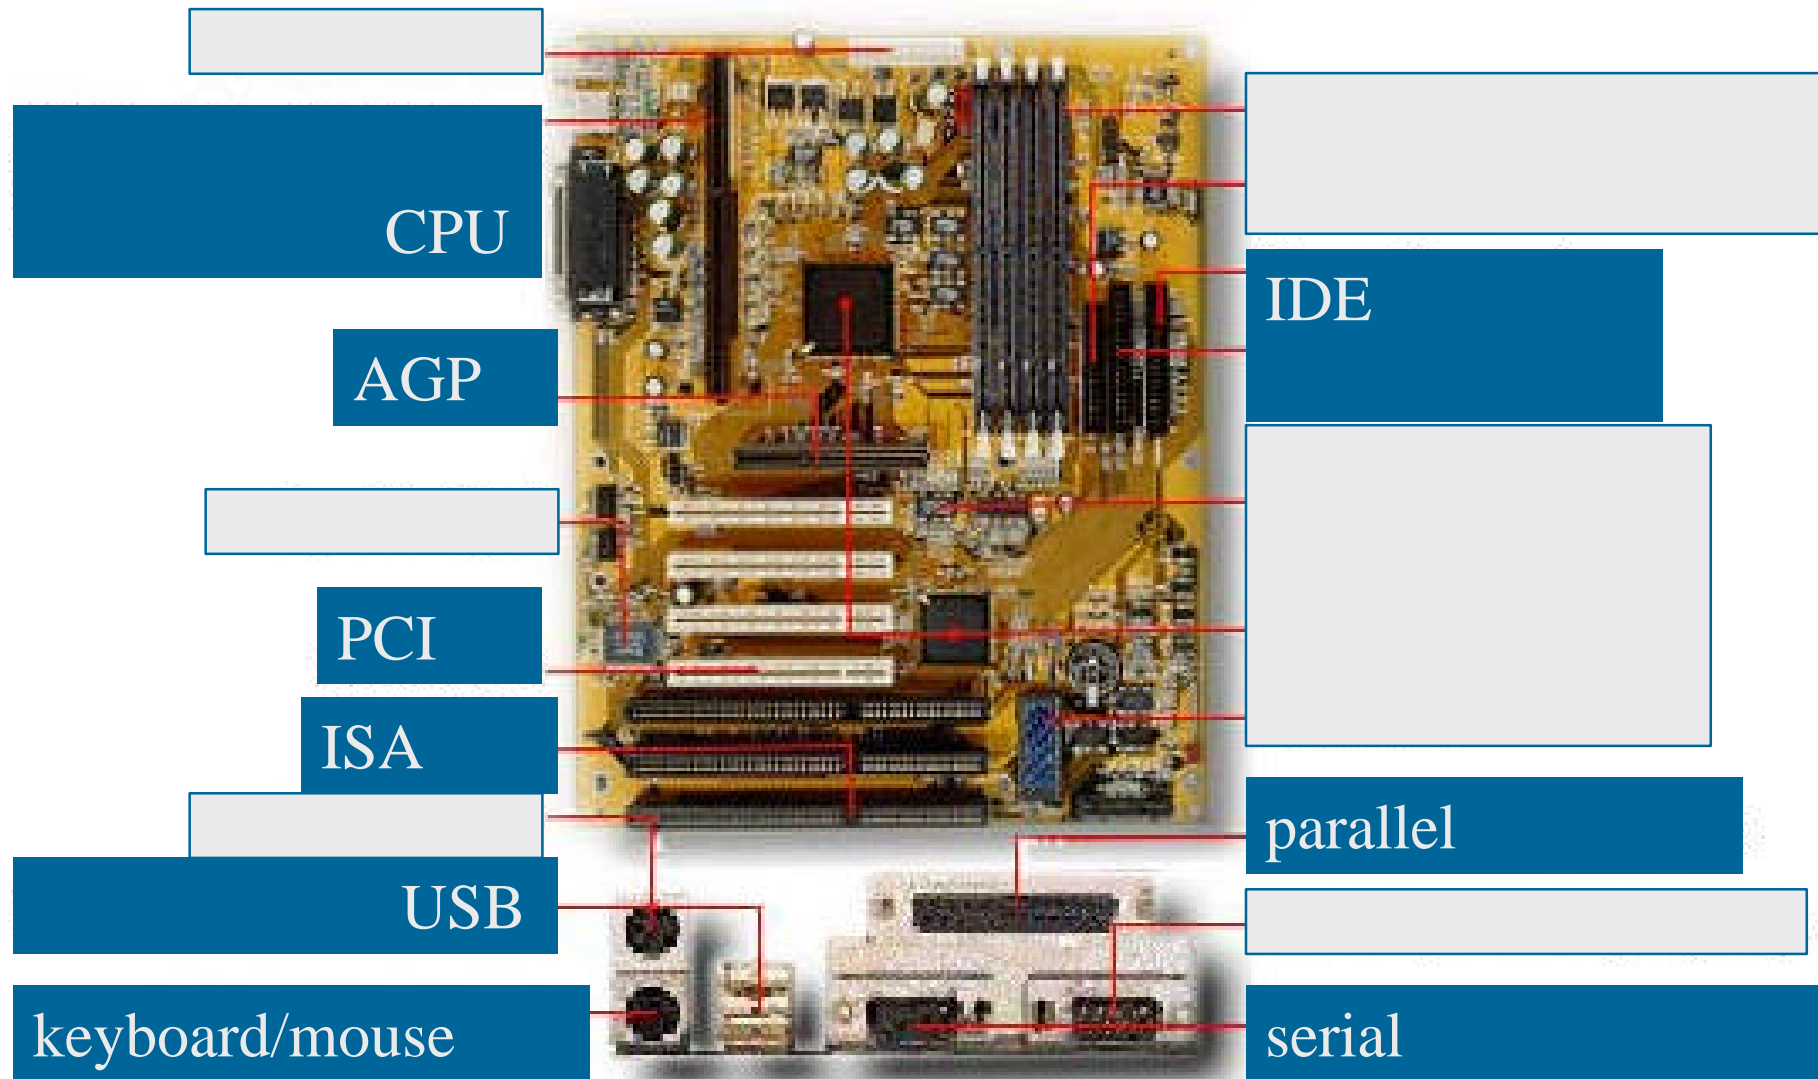 CPU
AGP
PCI
ISA
USB
keyboard/mouse
IDE
parallel
serial